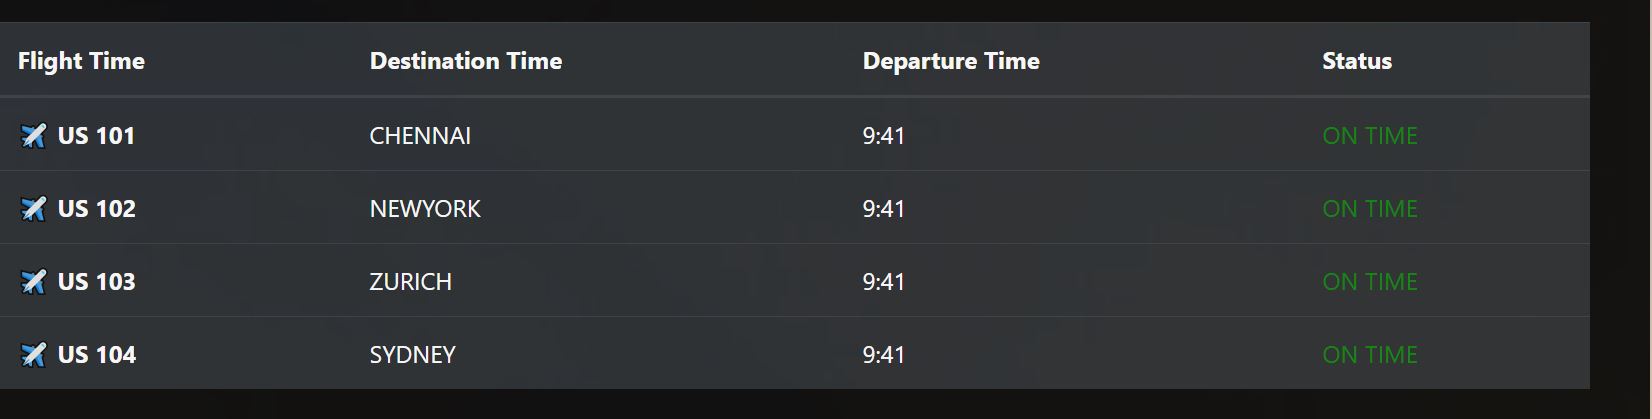 Flight Time Destination Time Departure Time Status
US 101 CHENNAI 9:41 ON TIME
US 102 NEWYORK 9:41 ON TIME
US 103 ZURICH 9:41 ON TIME
US 104 SYDNEY 9:41 ON TIME